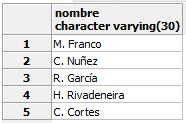 nombre
character varying(30)
1 M. Franco
2 C. Nuñez
3 R. García
4 H. Rivadeneira
5 C. Cortes